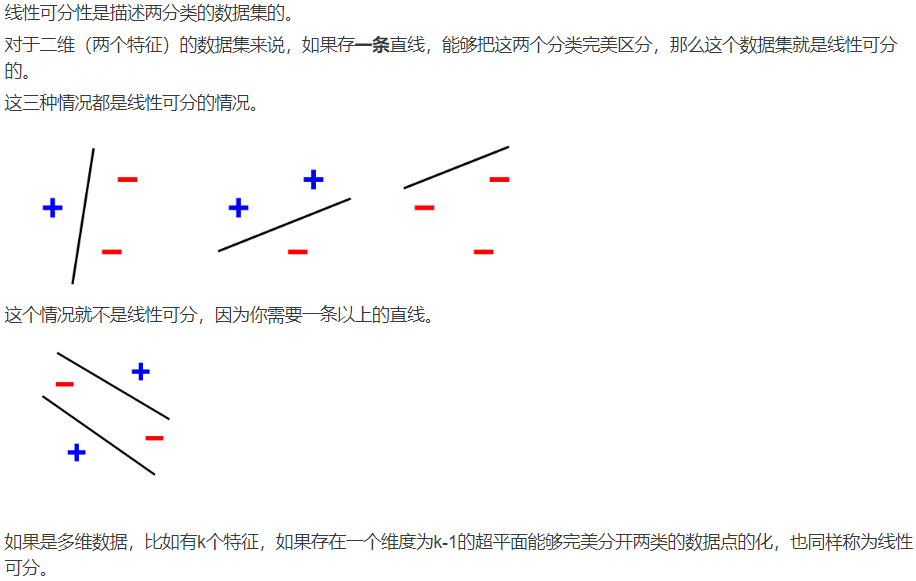 线性可分性是描述两分类的数据集的。
对于二维（两个特征）的数据集来说，如果存一条直线，能够把这两个分类完美区分，那么这个数据集就是线性可分
的。
这三种情况都是线性可分的情况。
+ − + + − − − −
这个情况就不是线性可分，因为你需要一条以上的直线。
− + + −
如果是多维数据，比如有k个特征，如果存在一个维度为k-1的超平面能够完美分开两类的数据点的化，也同样称为线性
可分。